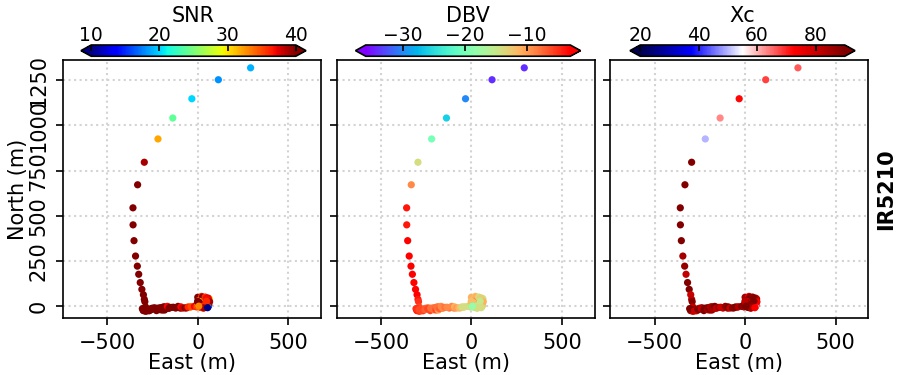 SNR DBV Xc
10 20 30 40 −30 −20 −10 20 40 60 80
North (m)
1250
1000
750
500
250
0
IR5210
−500 0 500 −500 0 500 −500 0 500
East (m) East (m) East (m)